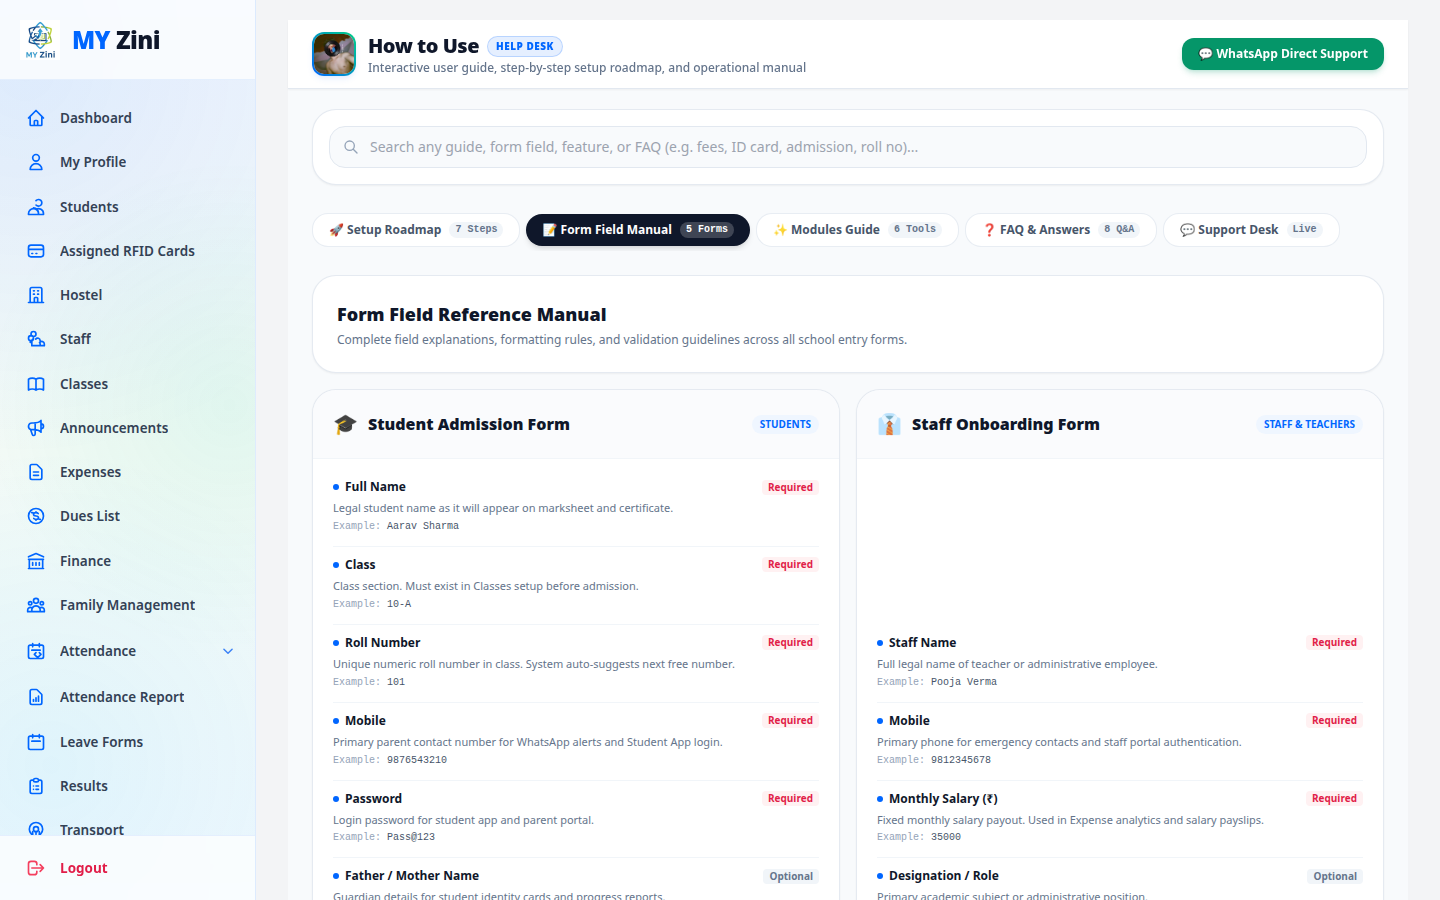 MY Zini
MY Zini
Dashboard
My Profile
Students
Assigned RFID Cards
Hostel
Staff
Classes
Announcements
Expenses
Dues List
Finance
Family Management
Attendance
Attendance Report
Leave Forms
Results
Transport
Logout
How to Use
HELP DESK
Interactive user guide, step-by-step setup roadmap, and operational manual
💬 WhatsApp Direct Support
Search any guide, form field, feature, or FAQ (e.g. fees, ID card, admission, roll no)...
🚀 Setup Roadmap 7 Steps
📝 Form Field Manual 5 Forms
✨ Modules Guide 6 Tools
❓ FAQ & Answers 8 Q&A
💬 Support Desk Live
Form Field Reference Manual
Complete field explanations, formatting rules, and validation guidelines across all school entry forms.
🎓 Student Admission Form STUDENTS
Full Name Required
Legal student name as it will appear on marksheet and certificate.
Example: Aarav Sharma
Class Required
Class section. Must exist in Classes setup before admission.
Example: 10-A
Roll Number Required
Unique numeric roll number in class. System auto-suggests next free number.
Example: 101
Mobile Required
Primary parent contact number for WhatsApp alerts and Student App login.
Example: 9876543210
Password Required
Login password for student app and parent portal.
Example: Pass@123
Father / Mother Name Optional
Guardian details for student identity cards and progress reports.
👔 Staff Onboarding Form STAFF & TEACHERS
Staff Name Required
Full legal name of teacher or administrative employee.
Example: Pooja Verma
Mobile Required
Primary phone for emergency contacts and staff portal authentication.
Example: 9812345678
Monthly Salary (₹) Required
Fixed monthly salary payout. Used in Expense analytics and salary payslips.
Example: 35000
Designation / Role Optional
Primary academic subject or administrative position.